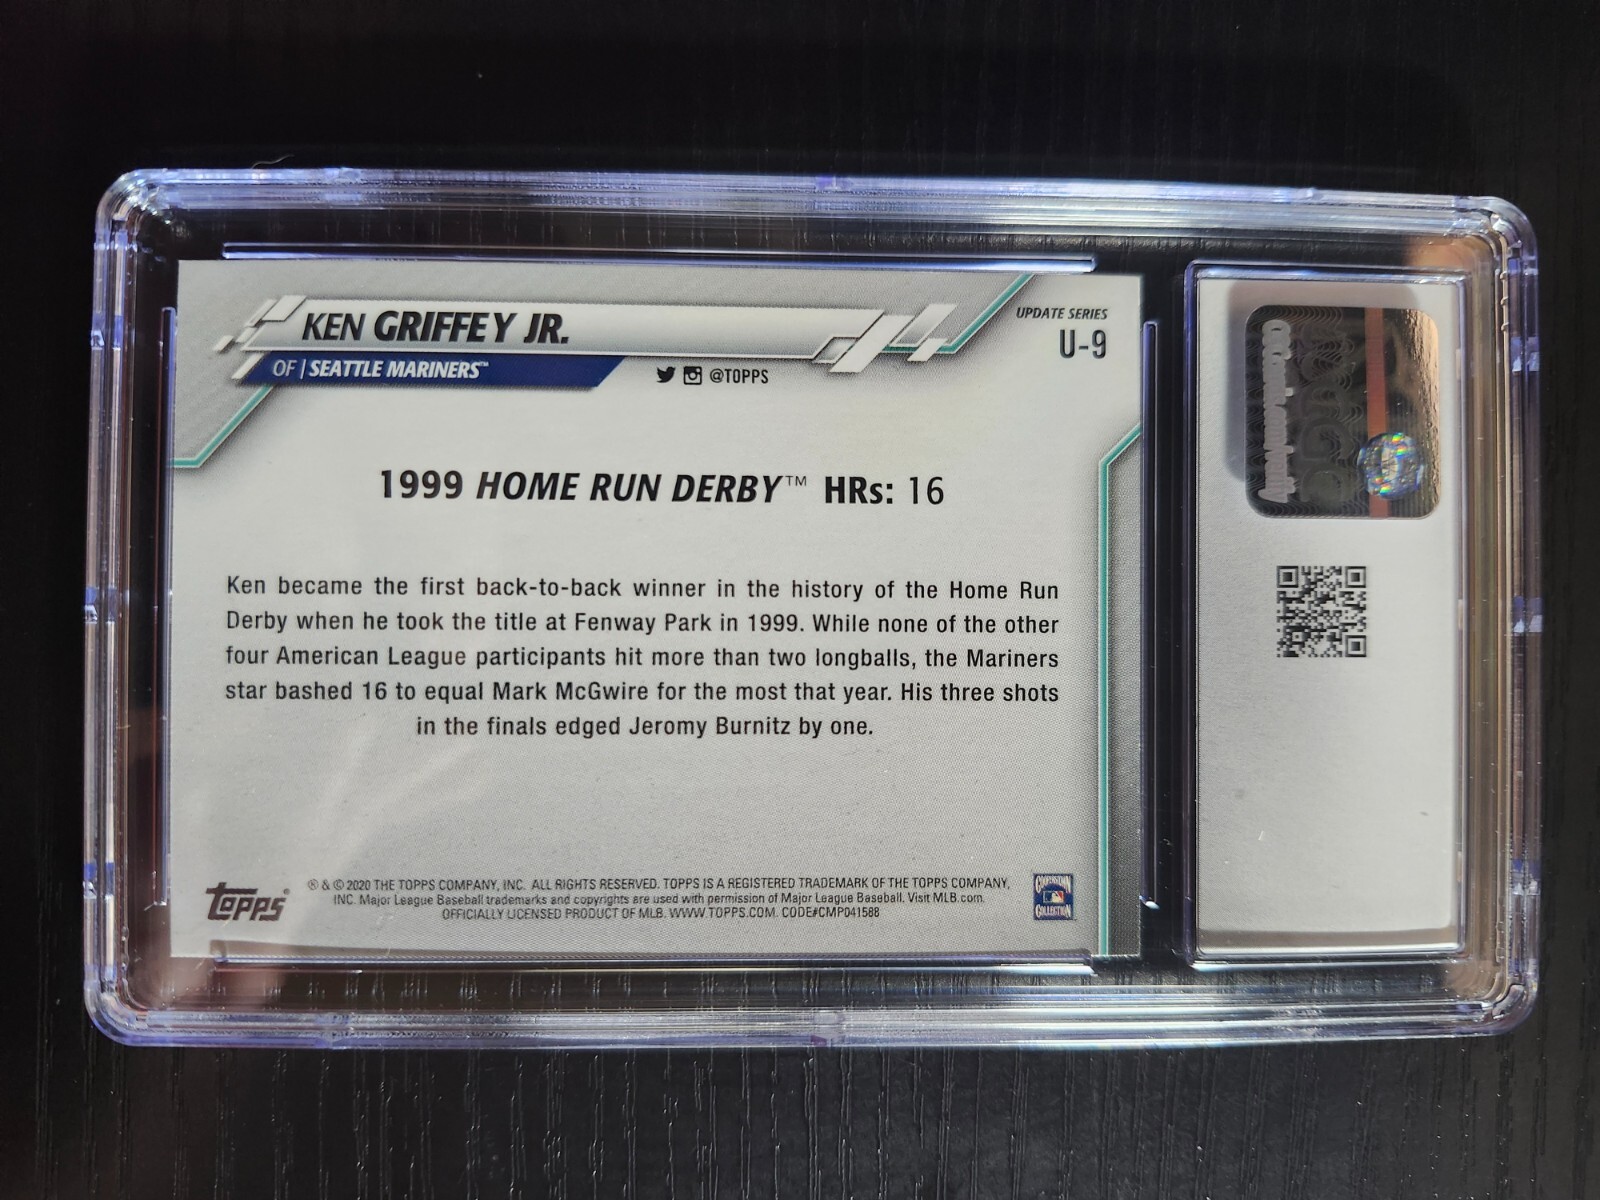 KEN GRIFFEY JR.
OF | SEATTLE MARINERS™
@TOPPS
UPDATE SERIES
U-9
1999 HOME RUN DERBY™ HRs: 16
Ken became the first back-to-back winner in the history of the Home Run
Derby when he took the title at Fenway Park in 1999. While none of the other
four American League participants hit more than two longballs, the Mariners
star bashed 16 to equal Mark McGwire for the most that year. His three shots
in the finals edged Jeromy Burnitz by one.
topps®
® & © 2020 THE TOPPS COMPANY, INC. ALL RIGHTS RESERVED. TOPPS IS A REGISTERED TRADEMARK OF THE TOPPS COMPANY,
INC. Major League Baseball trademarks and copyrights are used with permission of Major League Baseball. Visit MLB.com.
OFFICIALLY LICENSED PRODUCT OF MLB. WWW.TOPPS.COM. CODE#CMP041588
COOPERSTOWN
COLLECTION